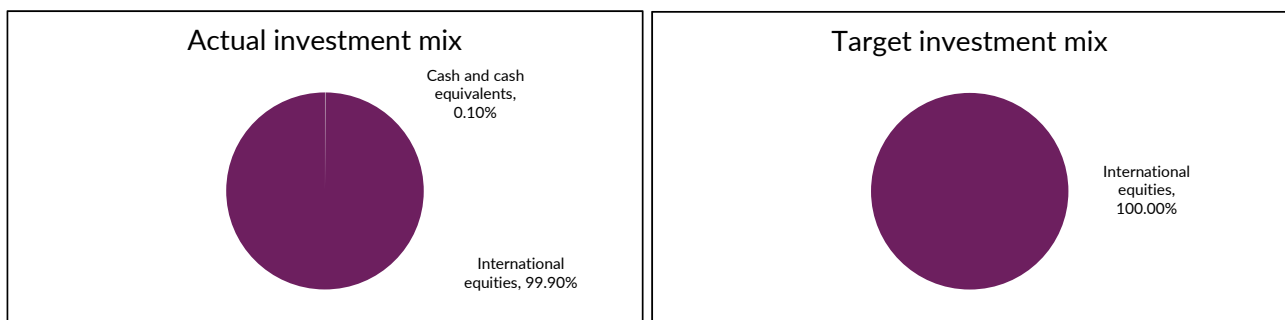 Actual investment mix
Cash and cash
equivalents,
0.10%
International
equities, 99.90%
Target investment mix
International
equities,
100.00%